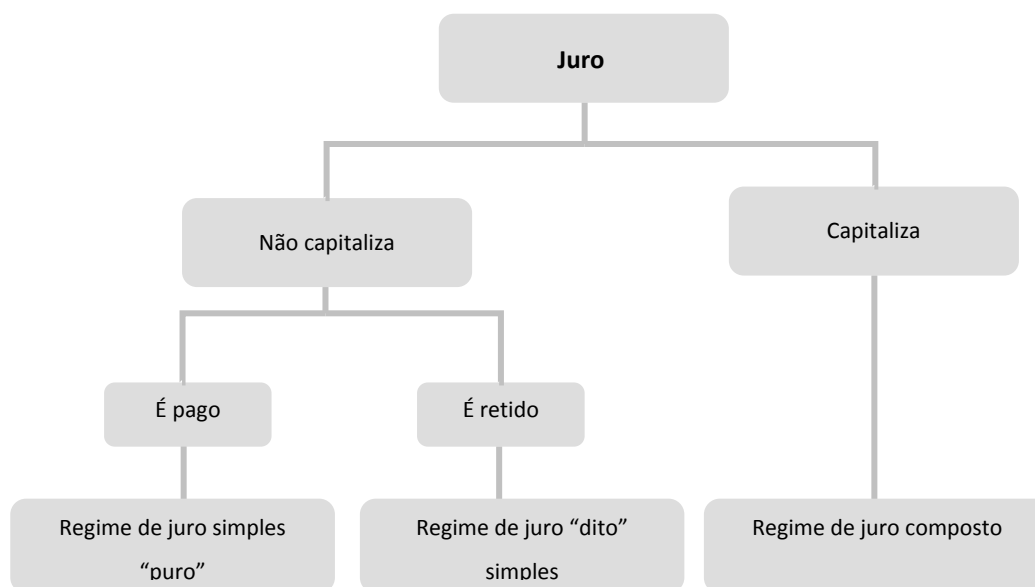 Juro
Não capitaliza
Capitaliza
É pago
É retido
Regime de juro simples
“puro”
Regime de juro “dito”
simples
Regime de juro composto